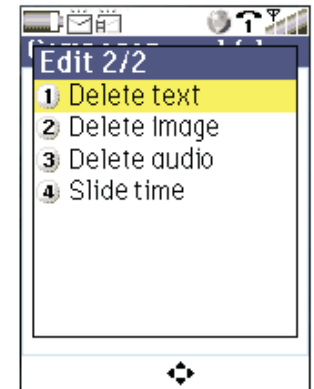 Edit 2/2
1 Delete text
2 Delete Image
3 Delete audio
4 Slide time